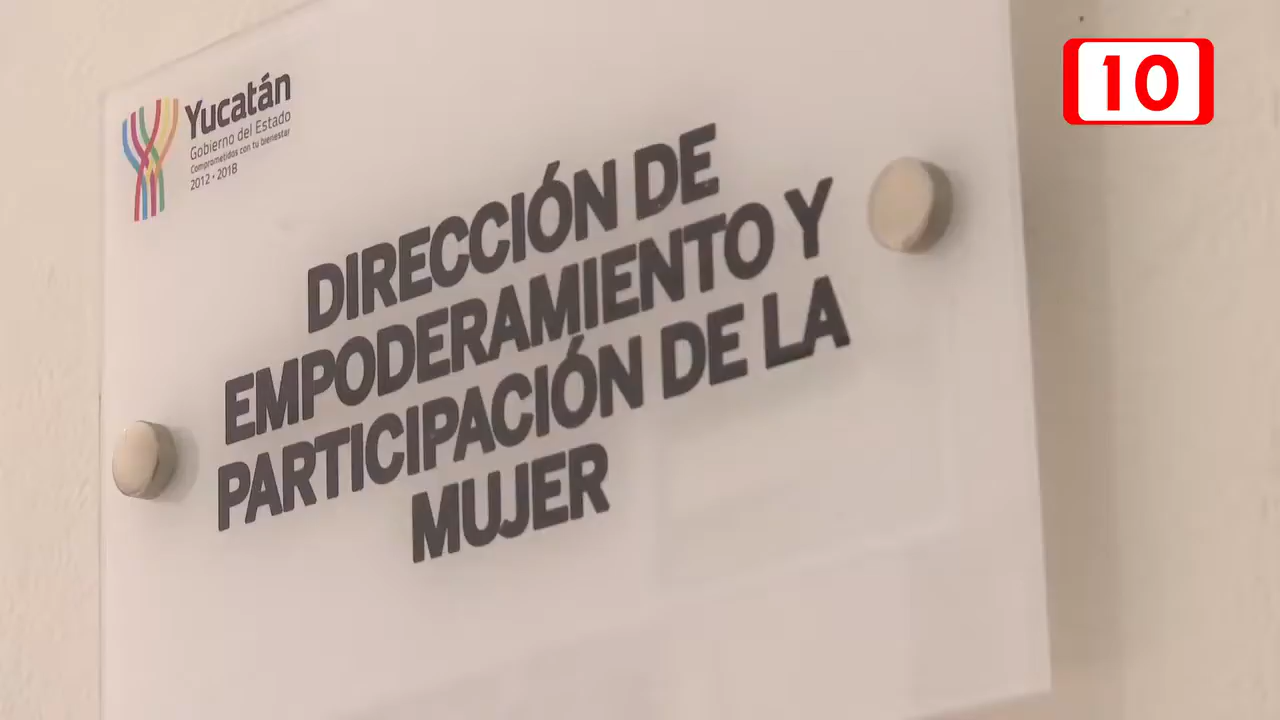 Yucatán
Gobierno del Estado
Comprometidos con tu bienestar
2012 • 2018
10
DIRECCIÓN DE
EMPODERAMIENTO Y
PARTICIPACIÓN DE LA
MUJER